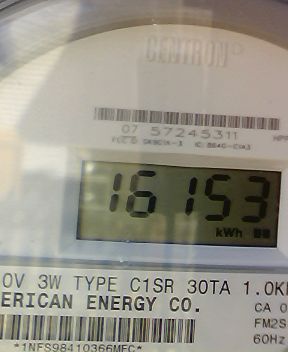 CENTRON
07 57245311
16153
kWh
0V 3W TYPE C1SR 30TA 1.0K
ERICAN ENERGY CO.
CA 0
FM2S
60Hz
*1NFS98410366MFC*